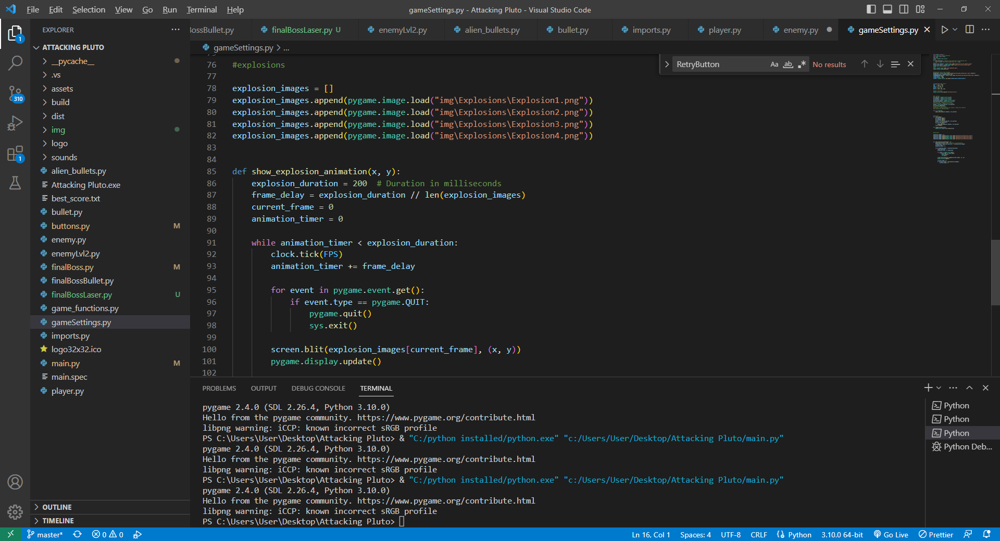 File Edit Selection View Go Run Terminal Help
gameSettings.py - Attacking Pluto - Visual Studio Code
EXPLORER
BossBullet.py finalBossLaser.py U enemyLvl2.py alien_bullets.py bullet.py imports.py player.py enemy.py gameSettings.py
gameSettings.py > ...
RetryButton Aa ab No results
ATTACKING PLUTO
__pycache__
.vs
assets
build
dist
img
logo
sounds
alien_bullets.py
Attacking Pluto.exe
best_score.txt
bullet.py
buttons.py M
enemy.py
enemyLvl2.py
finalBoss.py M
finalBossBullet.py
finalBossLaser.py U
game_functions.py
gameSettings.py
imports.py
logo32x32.ico
main.py M
main.spec
player.py
OUTLINE
TIMELINE
1
310
1
76 #explosions
77
78 explosion_images = []
79 explosion_images.append(pygame.image.load("img\Explosions\Explosion1.png"))
80 explosion_images.append(pygame.image.load("img\Explosions\Explosion2.png"))
81 explosion_images.append(pygame.image.load("img\Explosions\Explosion3.png"))
82 explosion_images.append(pygame.image.load("img\Explosions\Explosion4.png"))
83
84
85 def show_explosion_animation(x, y):
86 explosion_duration = 200  # Duration in milliseconds
87 frame_delay = explosion_duration // len(explosion_images)
88 current_frame = 0
89 animation_timer = 0
90
91 while animation_timer < explosion_duration:
92 clock.tick(FPS)
93 animation_timer += frame_delay
94
95 for event in pygame.event.get():
96 if event.type == pygame.QUIT:
97 pygame.quit()
98 sys.exit()
99
100 screen.blit(explosion_images[current_frame], (x, y))
101 pygame.display.update()
102
PROBLEMS OUTPUT DEBUG CONSOLE TERMINAL
pygame 2.4.0 (SDL 2.26.4, Python 3.10.0)
Hello from the pygame community. https://www.pygame.org/contribute.html
libpng warning: iCCP: known incorrect sRGB profile
PS C:\Users\User\Desktop\Attacking Pluto> & "C:/python installed/python.exe" "c:/Users/User/Desktop/Attacking Pluto/main.py"
pygame 2.4.0 (SDL 2.26.4, Python 3.10.0)
Hello from the pygame community. https://www.pygame.org/contribute.html
libpng warning: iCCP: known incorrect sRGB profile
PS C:\Users\User\Desktop\Attacking Pluto> & "C:/python installed/python.exe" "c:/Users/User/Desktop/Attacking Pluto/main.py"
pygame 2.4.0 (SDL 2.26.4, Python 3.10.0)
Hello from the pygame community. https://www.pygame.org/contribute.html
libpng warning: iCCP: known incorrect sRGB profile
PS C:\Users\User\Desktop\Attacking Pluto>
Python
Python
Python
Python Deb...
master* 0 0 Ln 16, Col 1 Spaces: 4 UTF-8 CRLF Python 3.10.0 64-bit Go Live Prettier